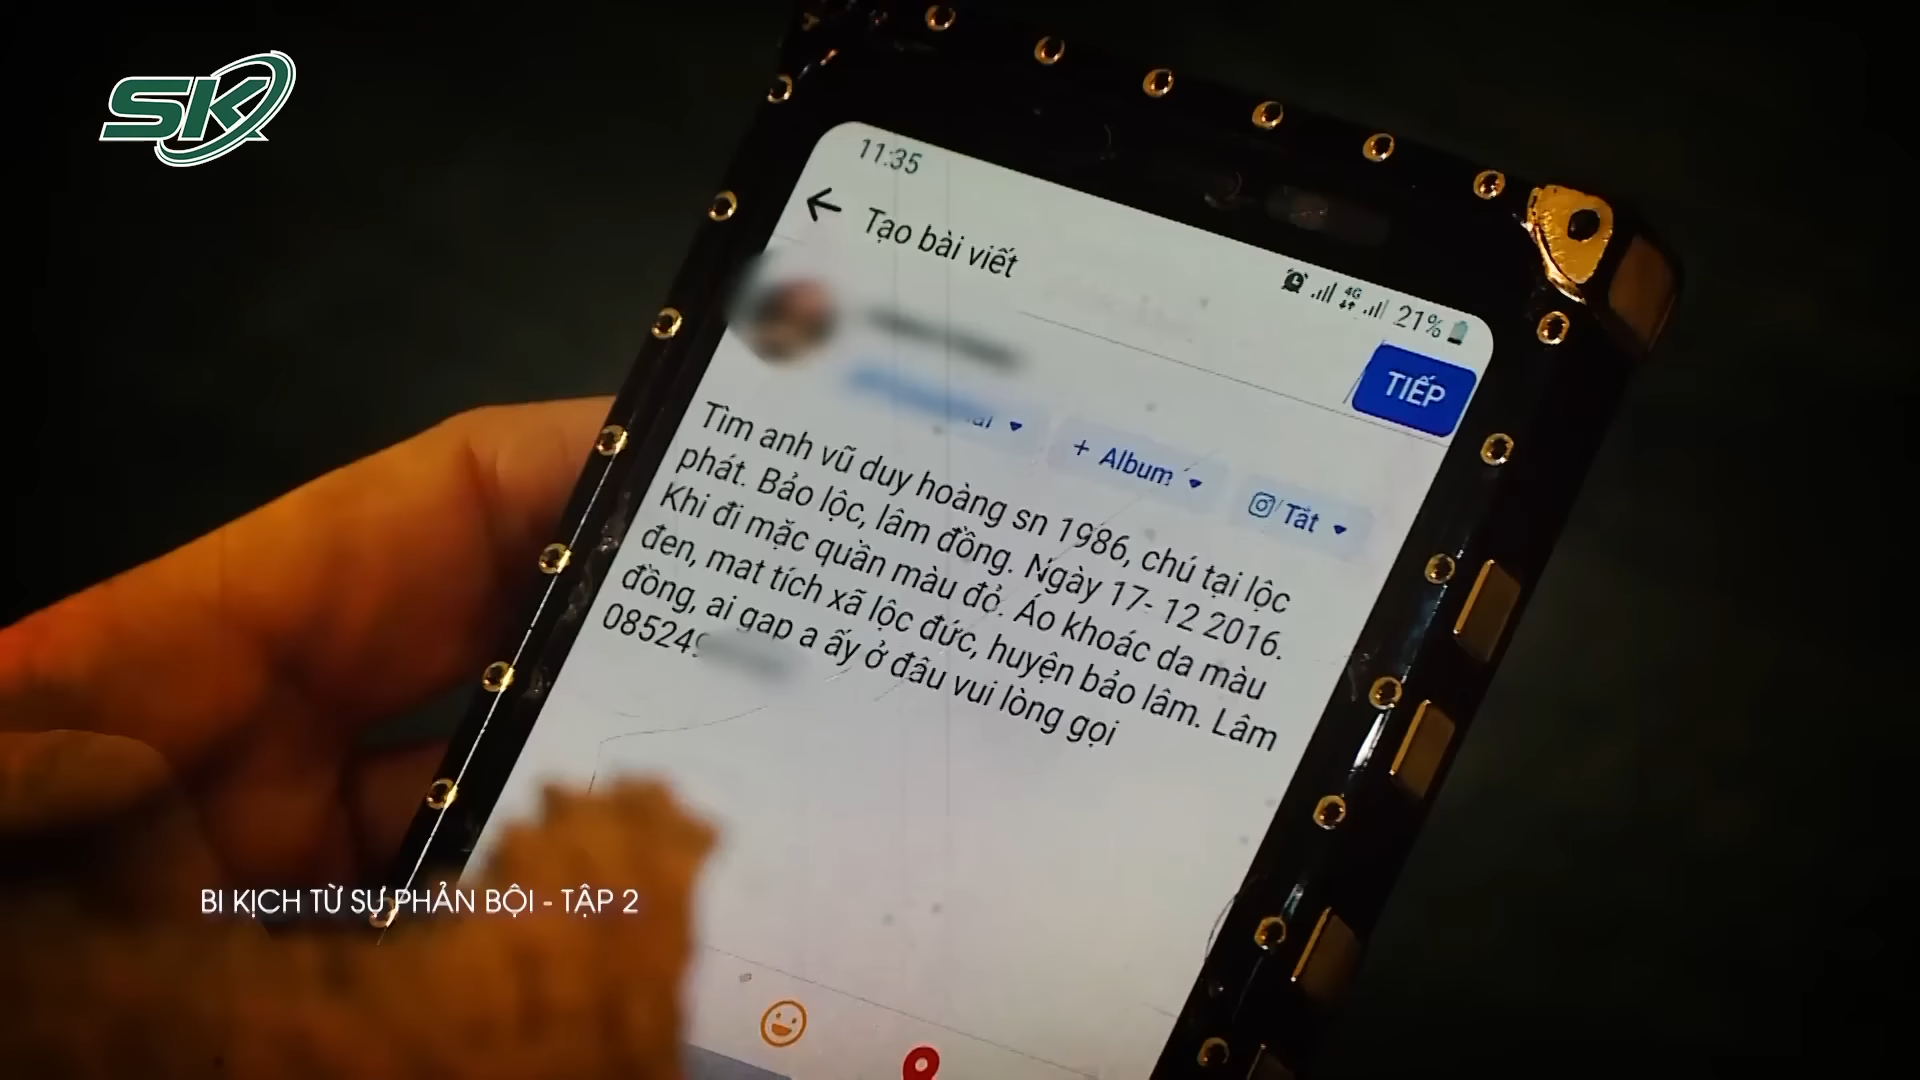 SK
11:35
4G
21%
Tạo bài viết
TIẾP
+ Album
Tắt
Tìm anh vũ duy hoàng sn 1986, chú tại lộc
phát. Bảo lộc, lâm đồng. Ngày 17- 12 2016.
Khi đi mặc quần màu đỏ. Áo khoác da màu
đen, mat tích xã lộc đức, huyện bảo lâm. Lâm
đồng, ai gap a ấy ở đâu vui lòng gọi
08524
BI KỊCH TỪ SỰ PHẢN BỘI - TẬP 2